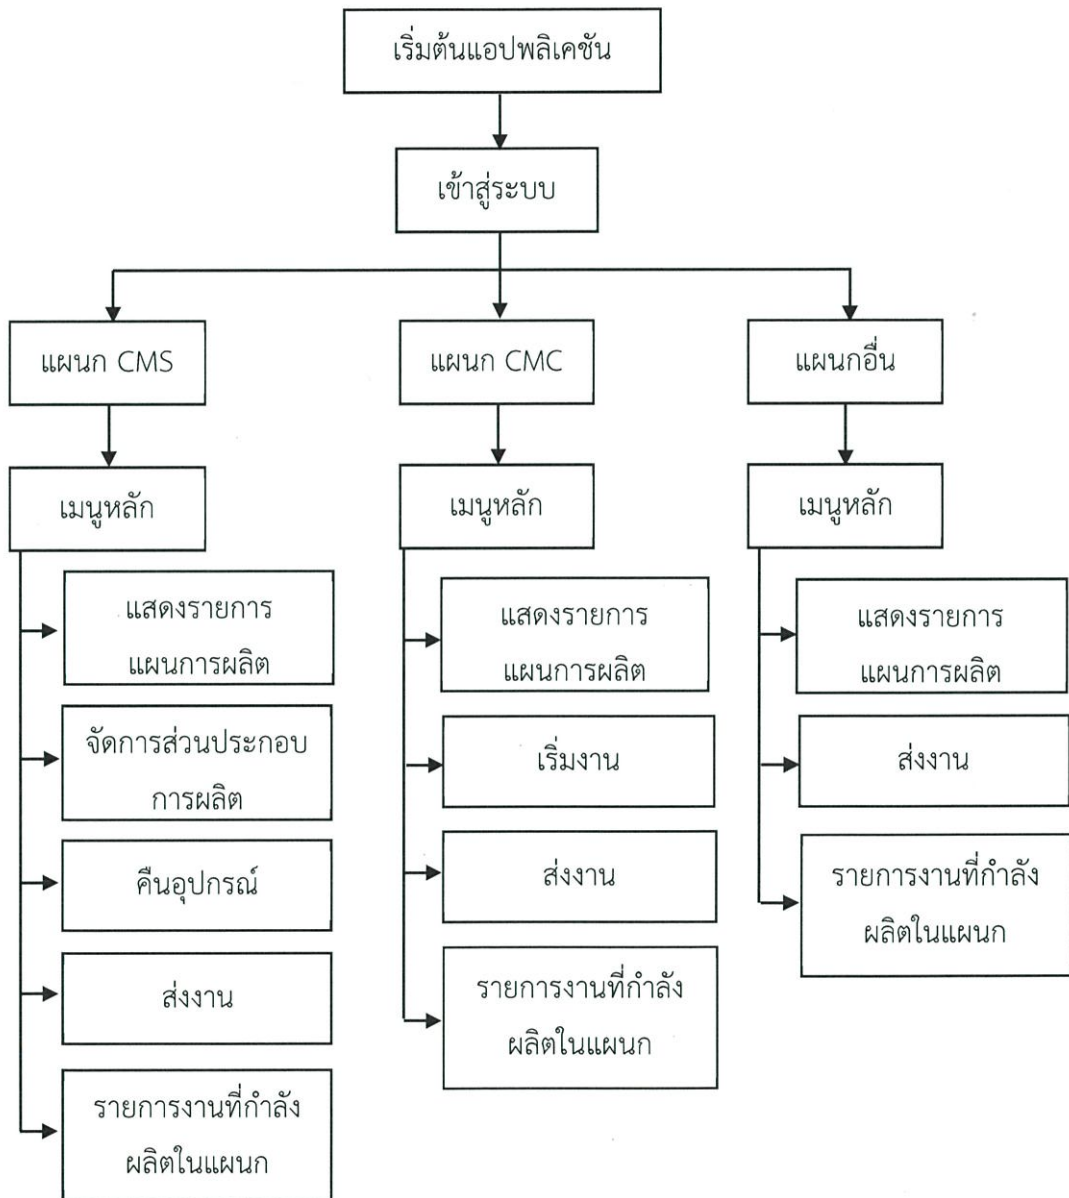 เริ่มต้นแอปพลิเคชัน
เข้าสู่ระบบ
แผนก CMS
แผนก CMC
แผนกอื่น
เมนูหลัก
เมนูหลัก
เมนูหลัก
แสดงรายการ
แผนการผลิต
จัดการส่วนประกอบ
การผลิต
คืนอุปกรณ์
ส่งงาน
รายการงานที่กำลัง
ผลิตในแผนก
แสดงรายการ
แผนการผลิต
เริ่มงาน
ส่งงาน
รายการงานที่กำลัง
ผลิตในแผนก
แสดงรายการ
แผนการผลิต
ส่งงาน
รายการงานที่กำลัง
ผลิตในแผนก